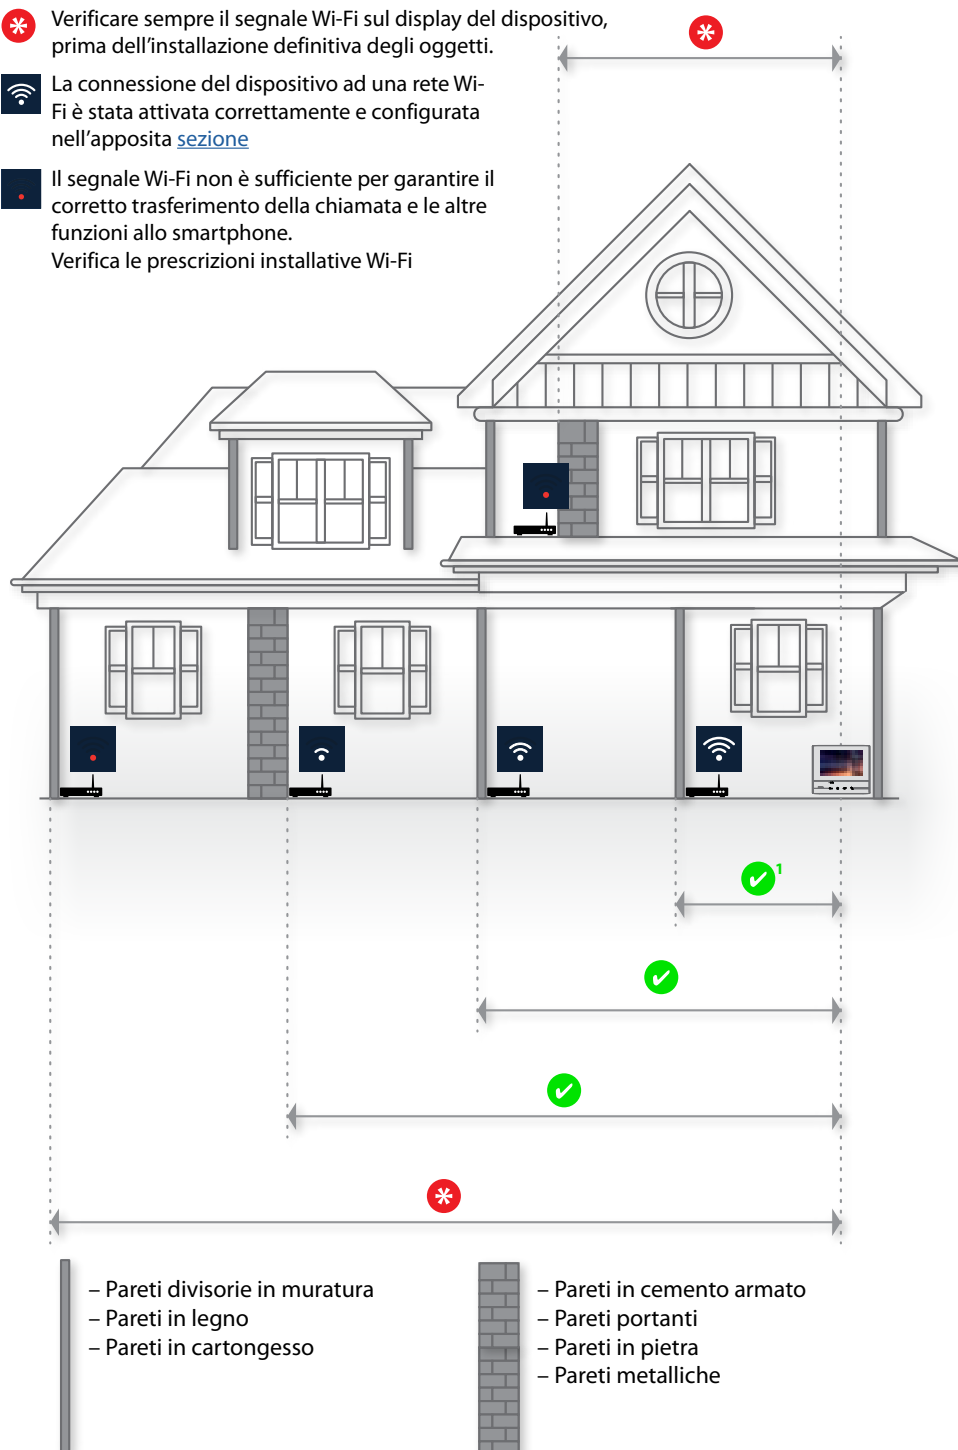 Verificare sempre il segnale Wi-Fi sul display del dispositivo,
prima dell'installazione definitiva degli oggetti.
La connessione del dispositivo ad una rete Wi-
Fi è stata attivata correttamente e configurata
nell'apposita sezione
Il segnale Wi-Fi non è sufficiente per garantire il
corretto trasferimento della chiamata e le altre
funzioni allo smartphone.
Verifica le prescrizioni installative Wi-Fi
1
– Pareti divisorie in muratura
– Pareti in legno
– Pareti in cartongesso
– Pareti in cemento armato
– Pareti portanti
– Pareti in pietra
– Pareti metalliche